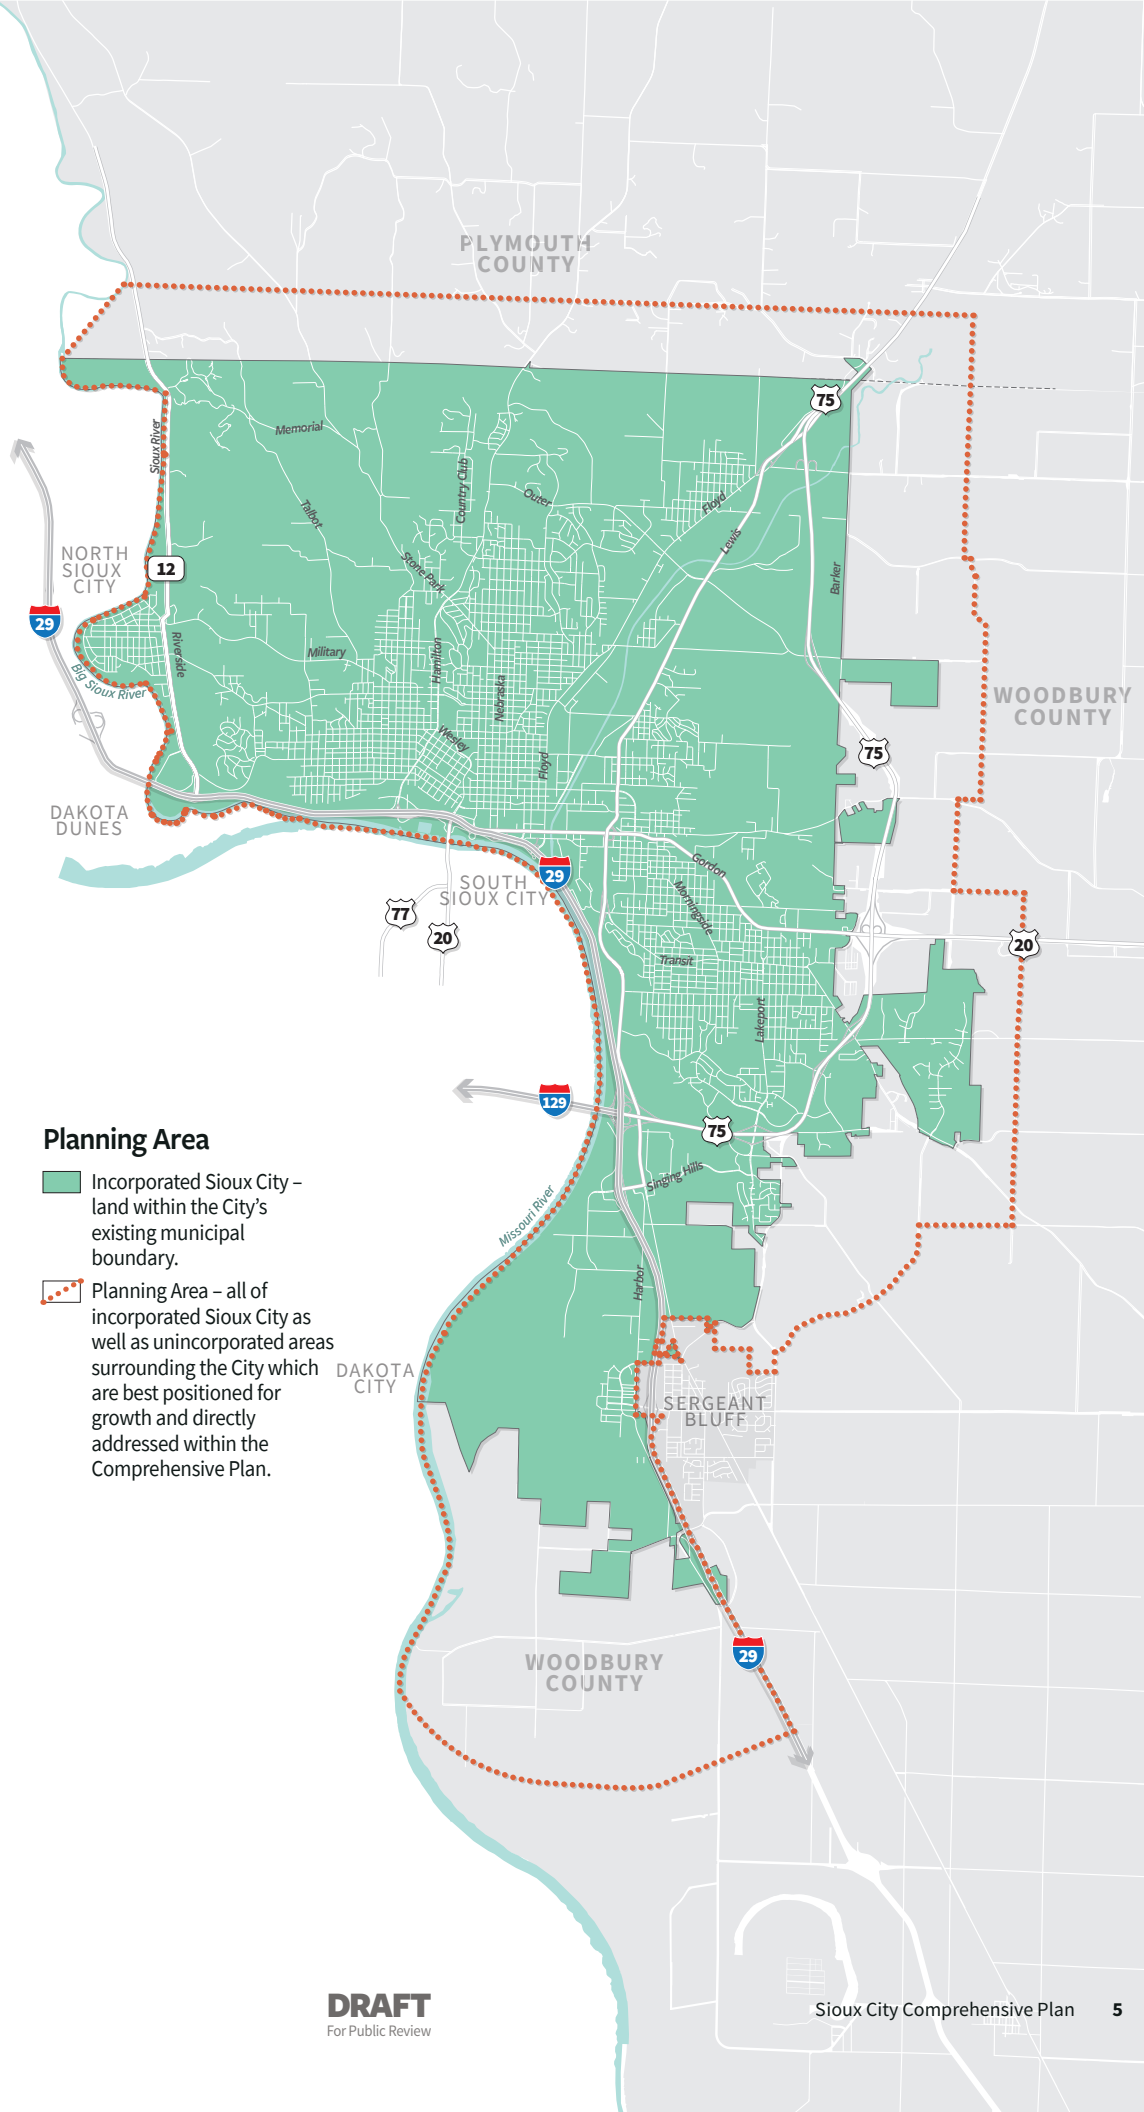 PLYMOUTH
COUNTY
75
Sioux River
Memorial
Country Club
Talbot
Outer
Floyd
Lewis
Stone Park
Barker
NORTH
SIOUX
CITY
12
29
Riverside
Military
Hamilton
Nebraska
Big Sioux River
WOODBURY
COUNTY
Wesley
Floyd
75
DAKOTA
DUNES
29
Gordon
SOUTH
SIOUX CITY
Morningside
77
20
20
Transit
Lakeport
129
75
Singing Hills
Missouri River
Harbor
Planning Area
Incorporated Sioux City –
land within the City’s
existing municipal
boundary.
Planning Area – all of
incorporated Sioux City as
well as unincorporated areas
surrounding the City which
are best positioned for
growth and directly
addressed within the
Comprehensive Plan.
DAKOTA
CITY
SERGEANT
BLUFF
WOODBURY
COUNTY
29
DRAFT
For Public Review
Sioux City Comprehensive Plan 5